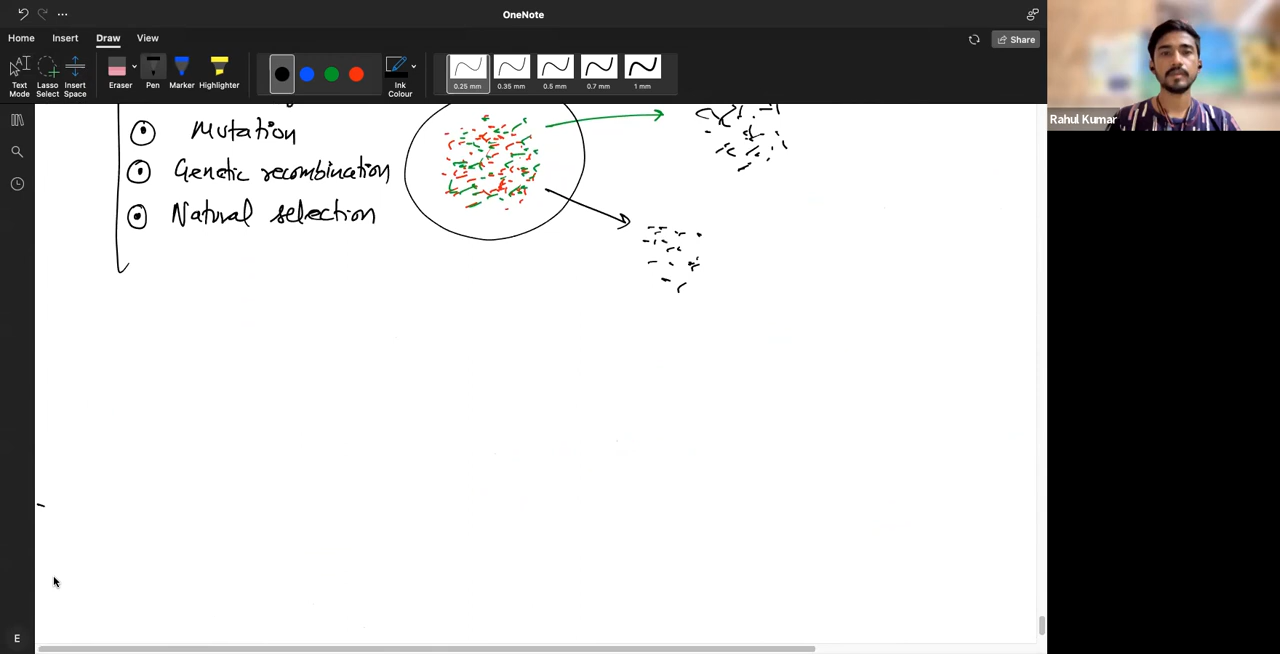 OneNote
Home Insert Draw View
Share
Text Mode
Lasso Select
Insert Space
Eraser
Pen
Marker
Highlighter
Ink Colour
0.25 mm
0.35 mm
0.5 mm
0.7 mm
1 mm
Rahul Kumar
Mutation
Genetic recombination
Natural selection
E